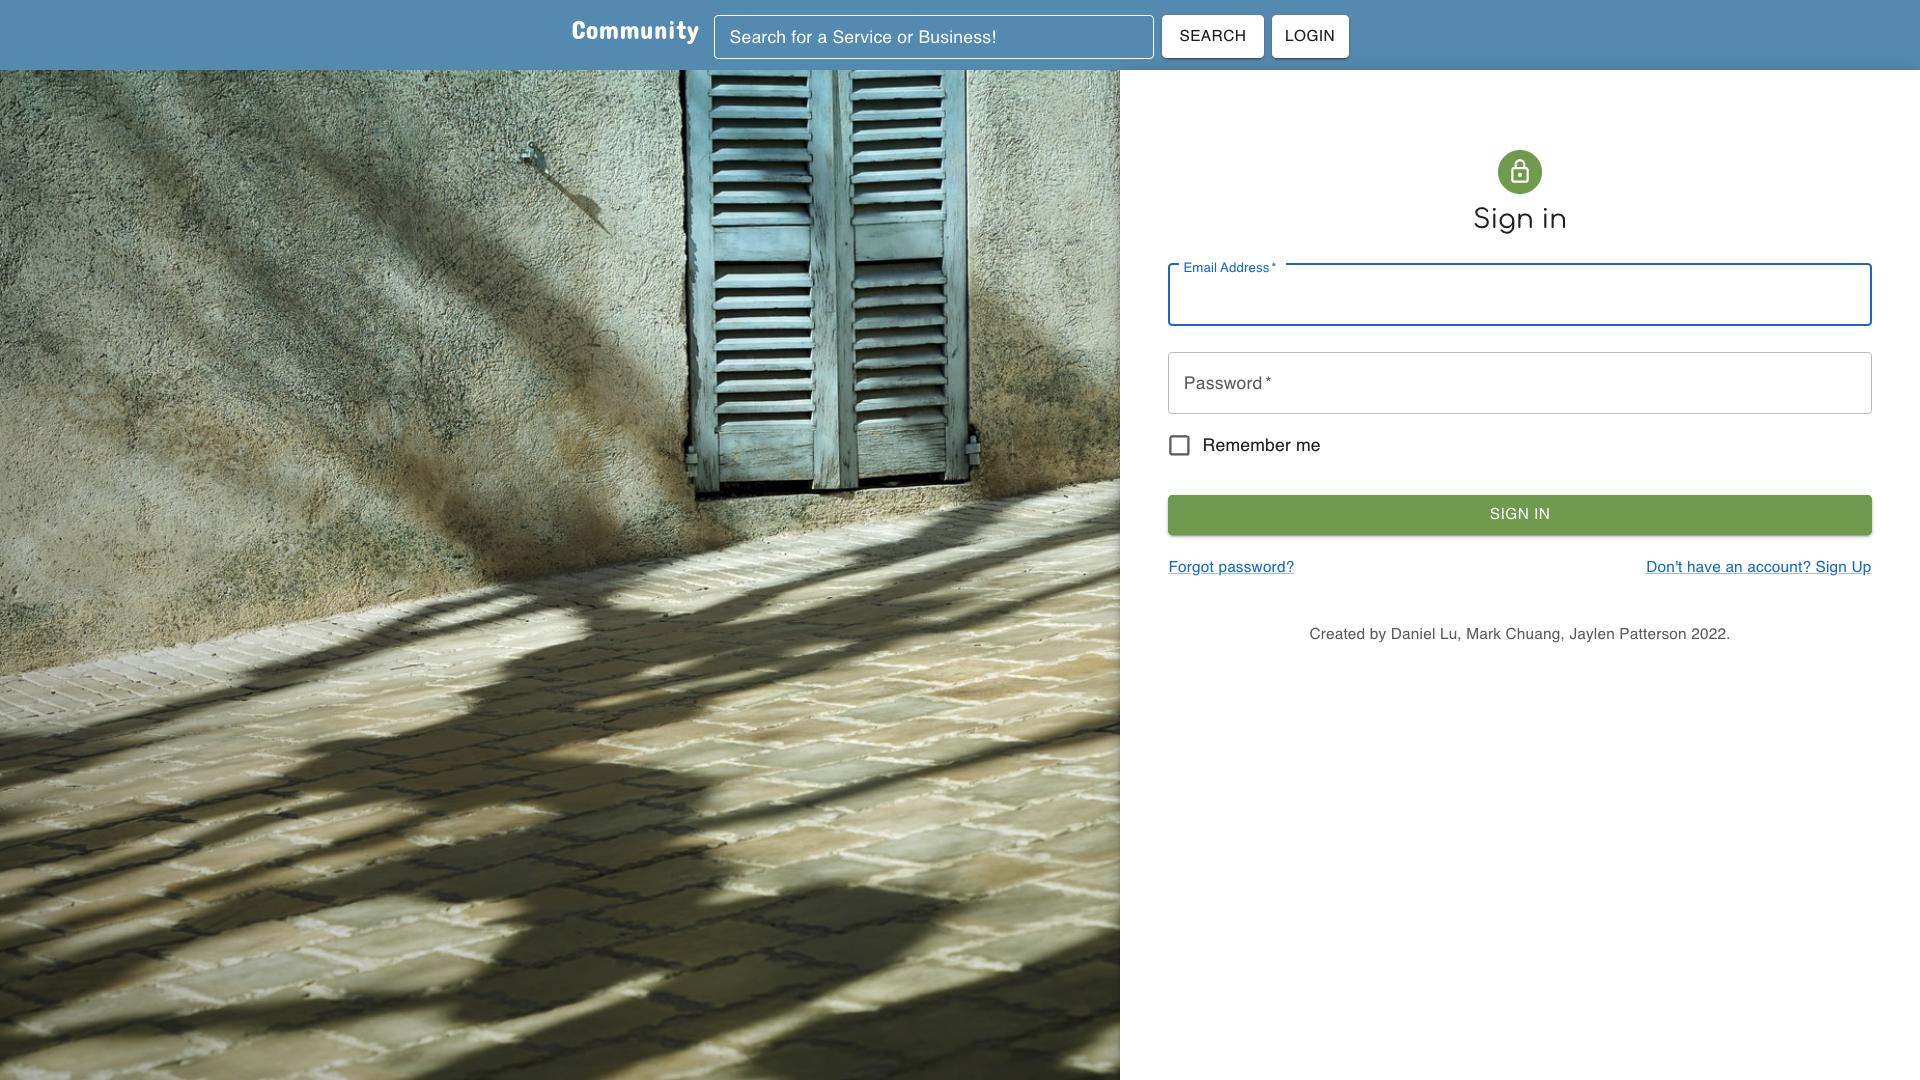 Community
Search for a Service or Business!
SEARCH
LOGIN
Sign in
Email Address *
Password *
Remember me
SIGN IN
Forgot password?
Don't have an account? Sign Up
Created by Daniel Lu, Mark Chuang, Jaylen Patterson 2022.